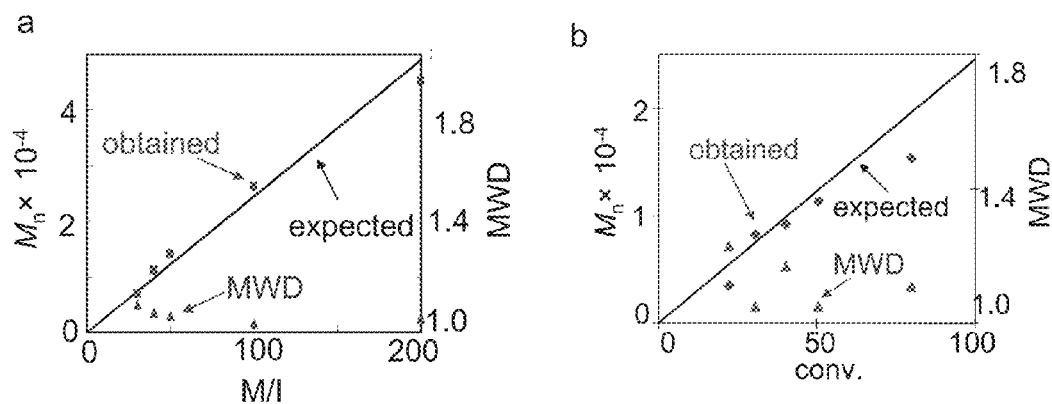 a
Mn × 10-4
4
2
0
0
100
200
M/I
obtained
expected
MWD
1.8
1.4
1.0
MWD
b
Mn × 10-4
2
1
0
0
50
100
conv.
obtained
expected
MWD
1.8
1.4
1.0
MWD